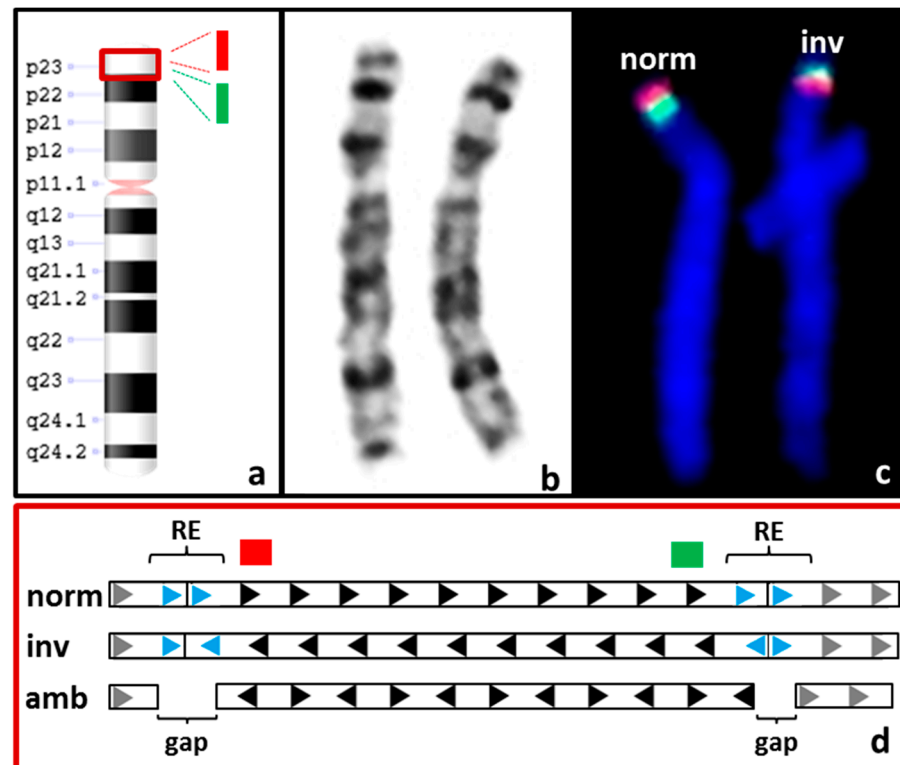 p23
p22
p21
p12
p11.1
q12
q13
q21.1
q21.2
q22
q23
q24.1
q24.2
a
b
norm
inv
c
RE
RE
norm
inv
amb
gap
gap
d